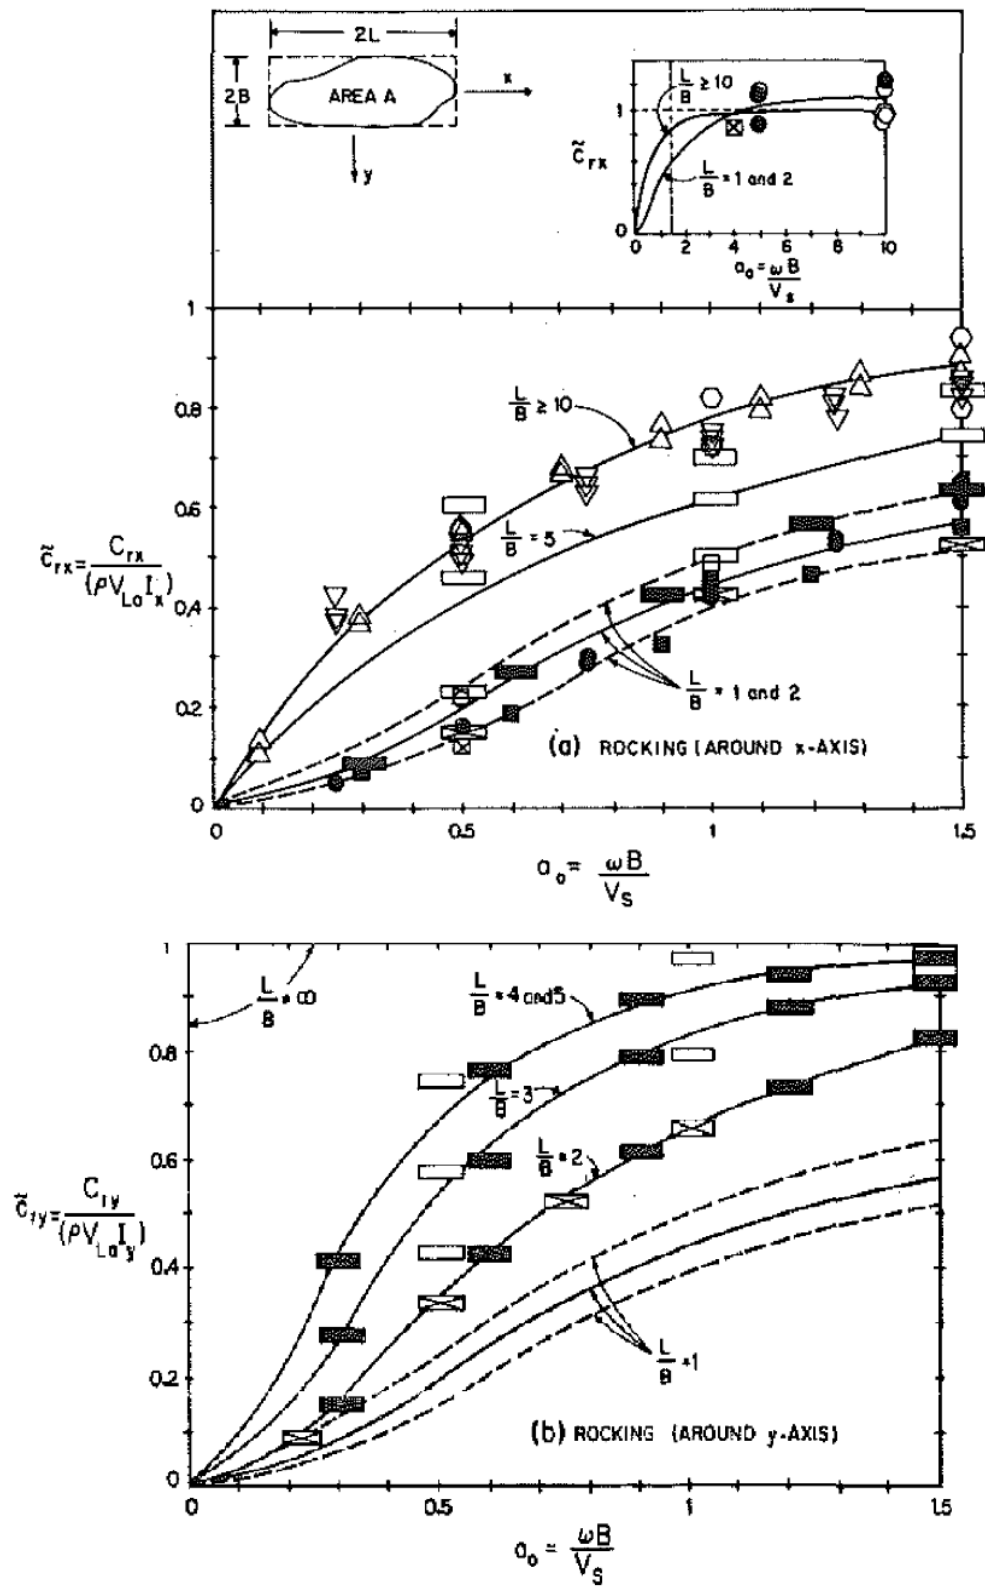 2L
2B
AREA A
x
y
L/B ≥ 10
1
c̃rx
L/B = 1 and 2
0
0 2 4 6 8 10
a₀ = ωB/Vs
1
L/B ≥ 10
0.8
0.6
L/B = 5
c̃rx = Crx/(ρVLaIx)
0.4
L/B = 1 and 2
0.2
(a) ROCKING (AROUND x-AXIS)
0
0 0.5 1 1.5
a₀ = ωB/Vs
1
L/B = ∞
L/B = 4 and 5
0.8
L/B = 3
0.6
L/B = 2
c̃ry = Cry/(ρVLaIy)
0.4
L/B = 1
0.2
(b) ROCKING (AROUND y-AXIS)
0
0 0.5 1 1.5
a₀ = ωB/Vs